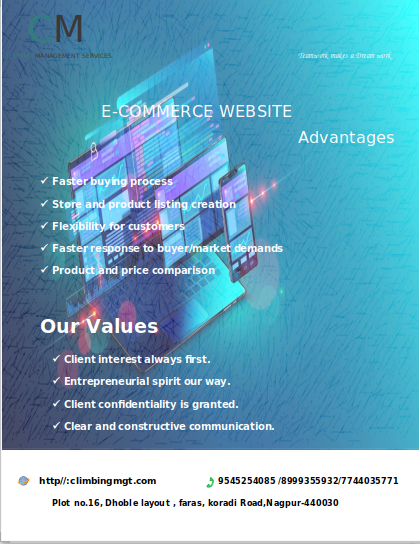 CM
MANAGEMENT SERVICES
Teamwork makes a Dream work.
E-COMMERCE WEBSITE
Advantages
✓ Faster buying process
✓ Store and product listing creation
✓ Flexibility for customers
✓ Faster response to buyer/market demands
✓ Product and price comparison
Our Values
✓ Client interest always first.
✓ Entrepreneurial spirit our way.
✓ Client confidentiality is granted.
✓ Clear and constructive communication.
http//:climbingmgt.com 9545254085 /8999355932/7744035771
Plot no.16, Dhoble layout , faras, koradi Road,Nagpur-440030